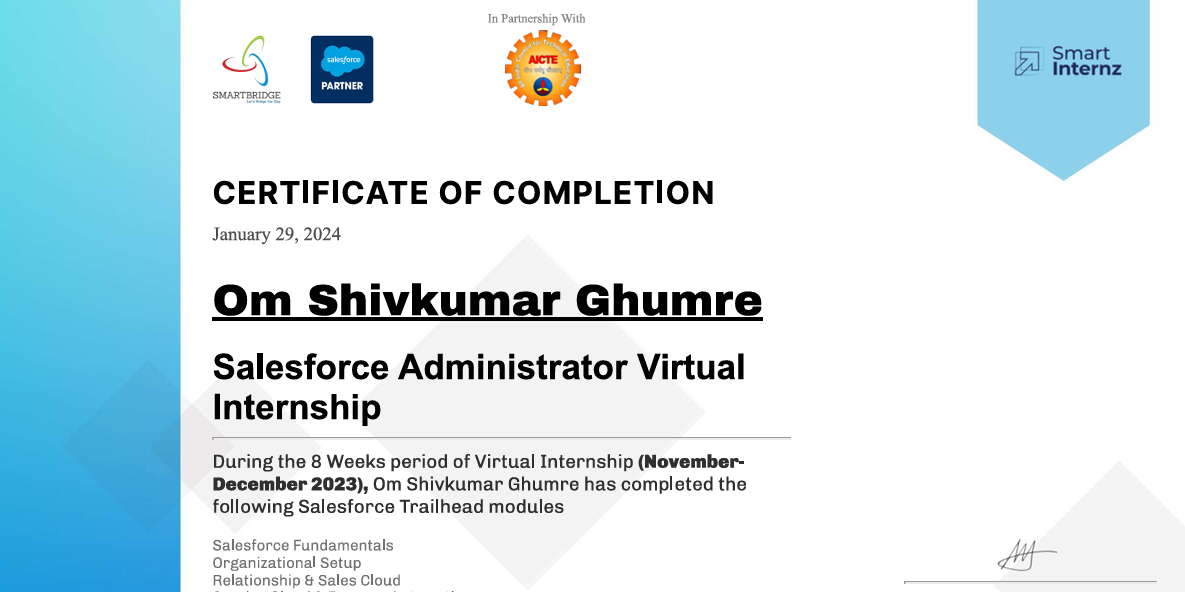 In Partnership With
SMARTBRIDGE
Let's Bridge the Gap
salesforce
PARTNER
AICTE
Smart
Internz
CERTIFICATE OF COMPLETION
January 29, 2024
Om Shivkumar Ghumre
Salesforce Administrator Virtual
Internship
During the 8 Weeks period of Virtual Internship (November-
December 2023), Om Shivkumar Ghumre has completed the
following Salesforce Trailhead modules
Salesforce Fundamentals
Organizational Setup
Relationship & Sales Cloud